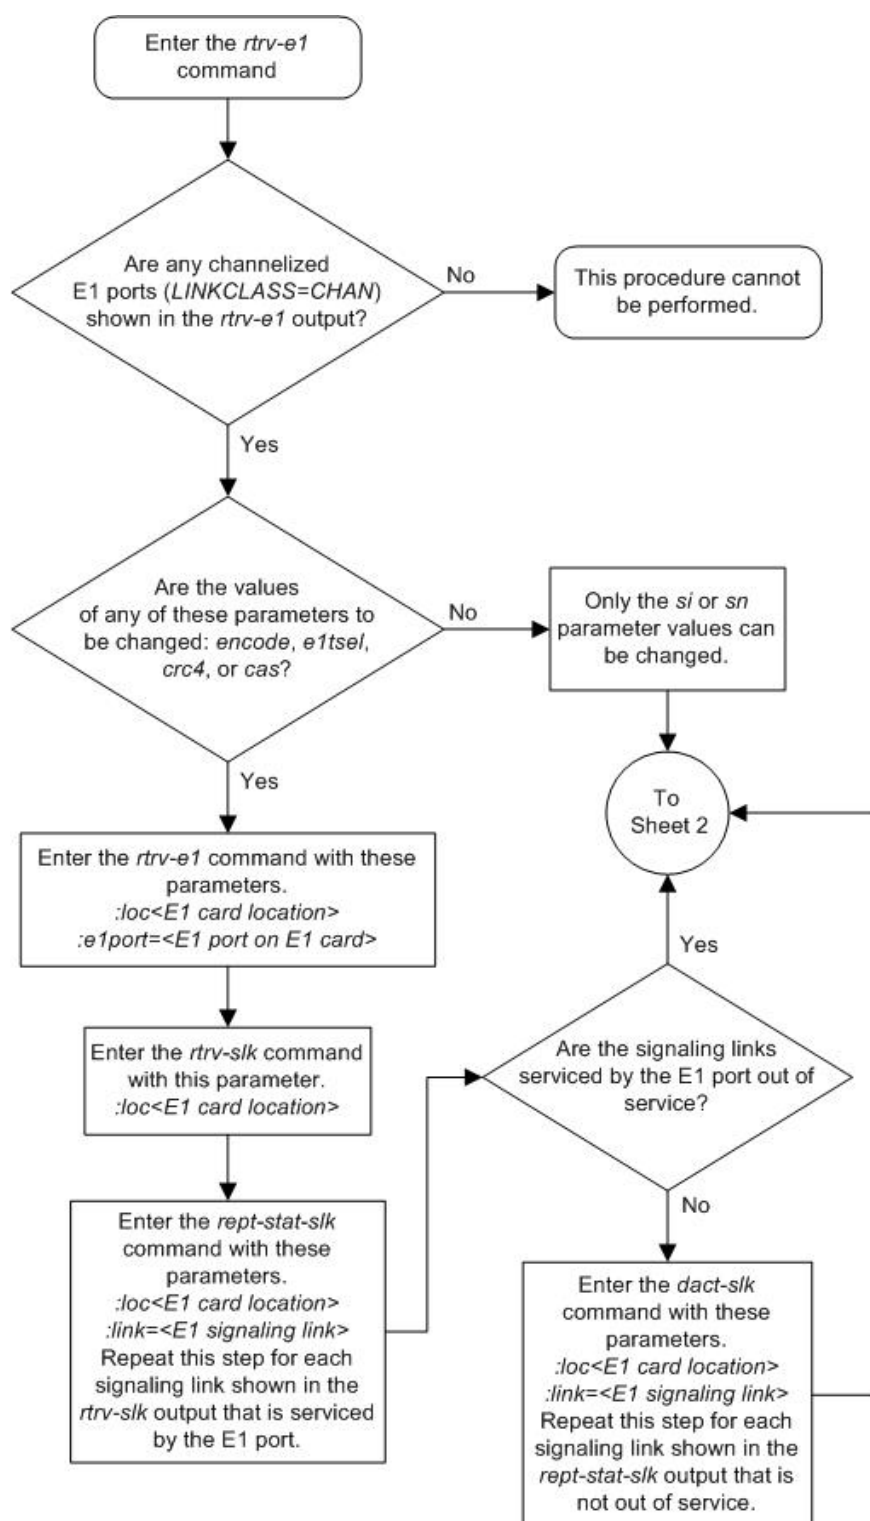 Enter the rtrv-e1
command
Are any channelized
E1 ports (LINKCLASS=CHAN)
shown in the rtrv-e1 output?
No
This procedure cannot
be performed.
Yes
Are the values
of any of these parameters to
be changed: encode, e1tsel,
crc4, or cas?
No
Only the si or sn
parameter values can
be changed.
Yes
To
Sheet 2
Enter the rtrv-e1 command with these
parameters.
:loc<E1 card location>
:e1port=<E1 port on E1 card>
Enter the rtrv-slk command
with this parameter.
:loc<E1 card location>
Enter the rept-stat-slk
command with these
parameters.
:loc<E1 card location>
:link=<E1 signaling link>
Repeat this step for each
signaling link shown in the
rtrv-slk output that is serviced
by the E1 port.
Yes
Are the signaling links
serviced by the E1 port out of
service?
No
Enter the dact-slk
command with these
parameters.
:loc<E1 card location>
:link=<E1 signaling link>
Repeat this step for each
signaling link shown in the
rept-stat-slk output that is
not out of service.